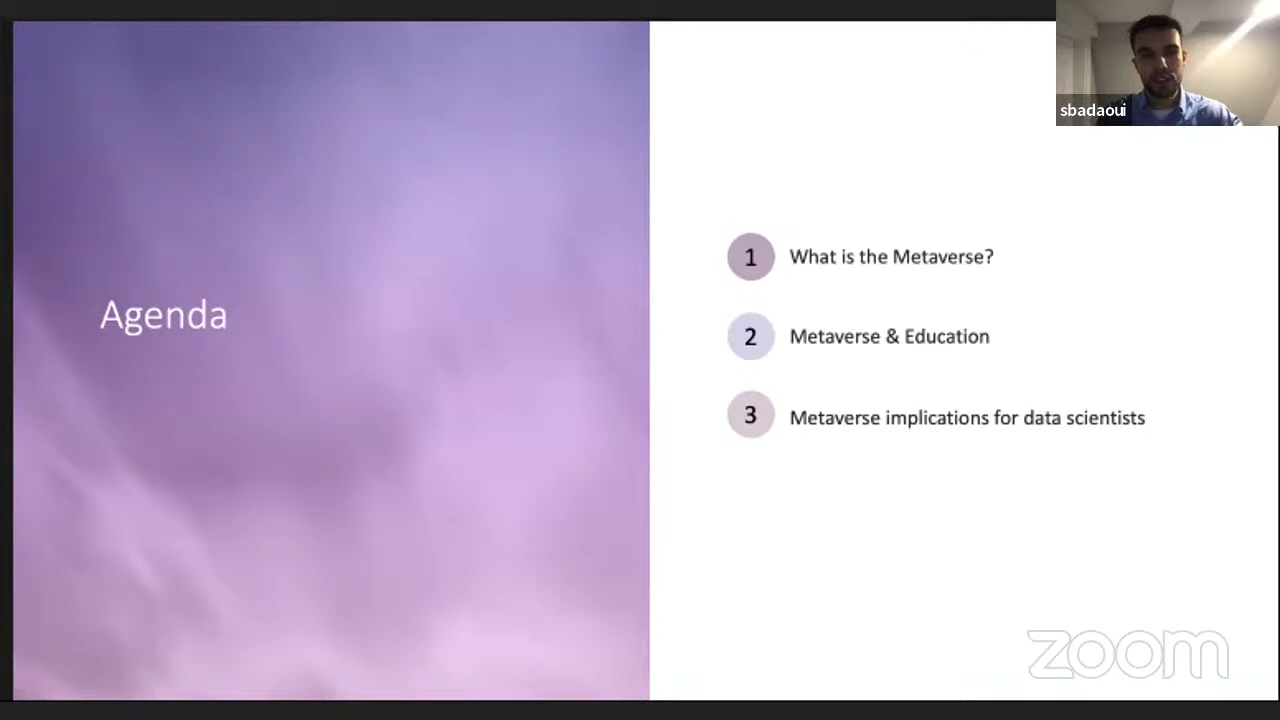 sbadaoui
Agenda
1 What is the Metaverse?
2 Metaverse & Education
3 Metaverse implications for data scientists
zoom